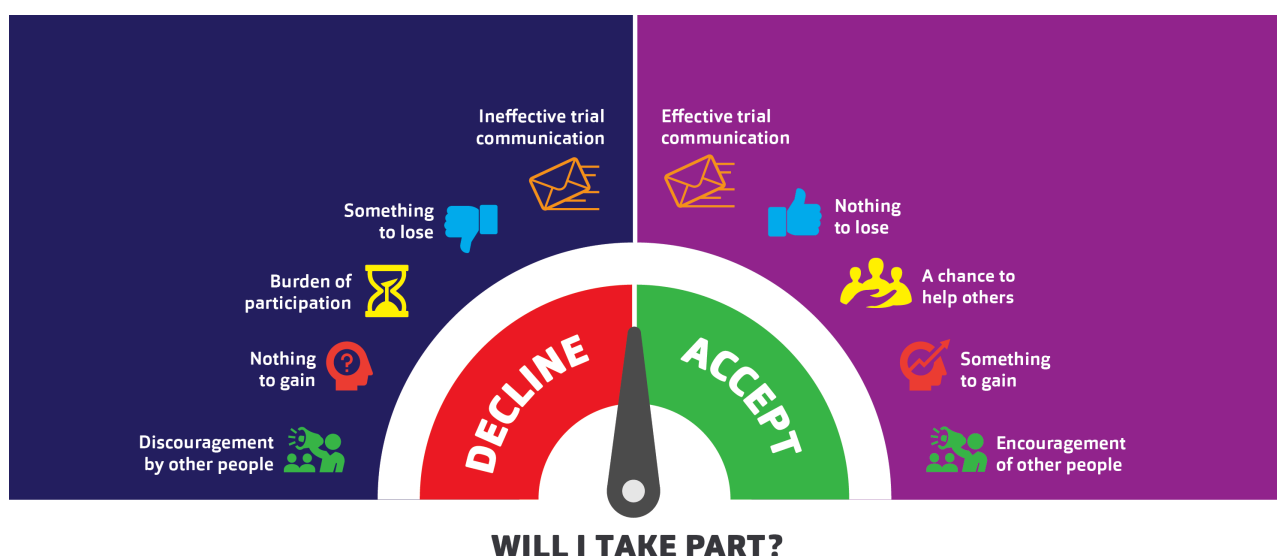 Ineffective trial
communication
Something
to lose
Burden of
participation
Nothing
to gain
?
Discouragement
by other people
Effective trial
communication
Nothing
to lose
A chance to
help others
Something
to gain
Encouragement
of other people
DECLINE
ACCEPT
WILL I TAKE PART?